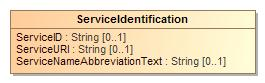 ServiceIdentification
ServiceID : String [0..1]
ServiceURI : String [0..1]
ServiceNameAbbreviationText : String [0..1]